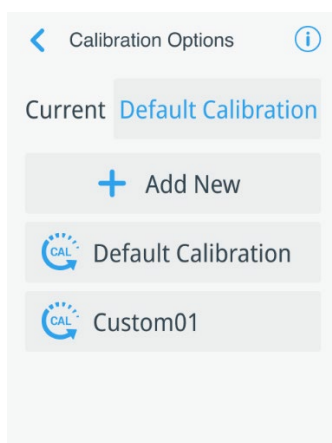 Calibration Options
Current Default Calibration
Add New
CAL Default Calibration
CAL Custom01